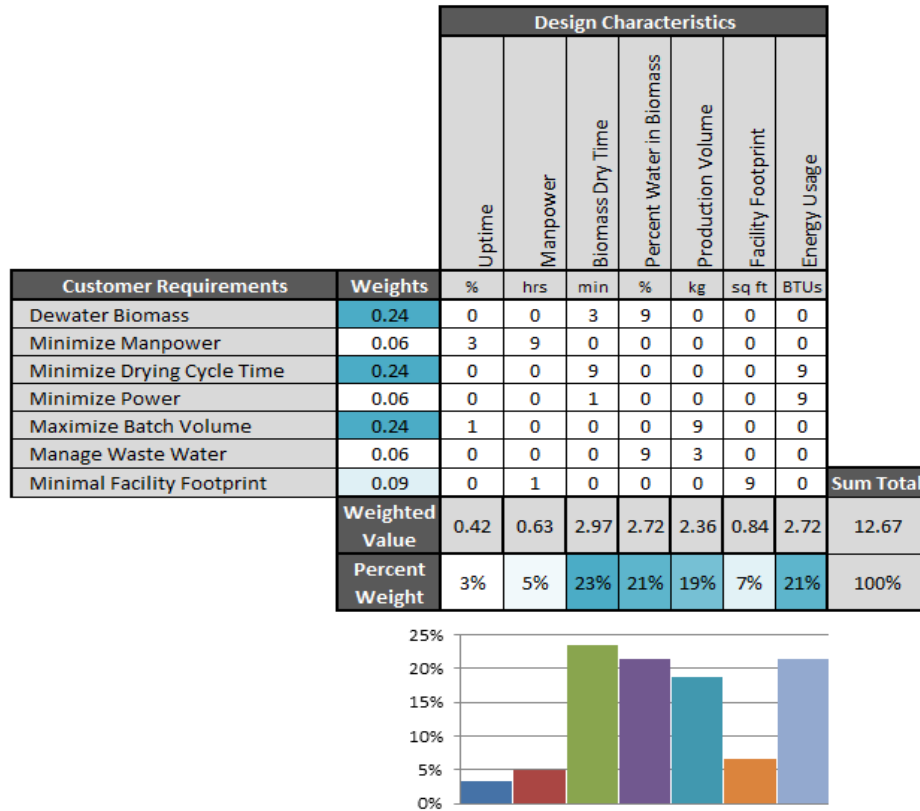 Design Characteristics
Uptime Manpower Biomass Dry Time Percent Water in Biomass Production Volume Facility Footprint Energy Usage
Customer Requirements Weights % hrs min % kg sq ft BTUs
Dewater Biomass 0.24 0 0 3 9 0 0 0
Minimize Manpower 0.06 3 9 0 0 0 0 0
Minimize Drying Cycle Time 0.24 0 0 9 0 0 0 9
Minimize Power 0.06 0 0 1 0 0 0 9
Maximize Batch Volume 0.24 1 0 0 0 9 0 0
Manage Waste Water 0.06 0 0 0 9 3 0 0
Minimal Facility Footprint 0.09 0 1 0 0 0 9 0 Sum Total
Weighted
Value 0.42 0.63 2.97 2.72 2.36 0.84 2.72 12.67
Percent
Weight 3% 5% 23% 21% 19% 7% 21% 100%
25%
20%
15%
10%
5%
0%